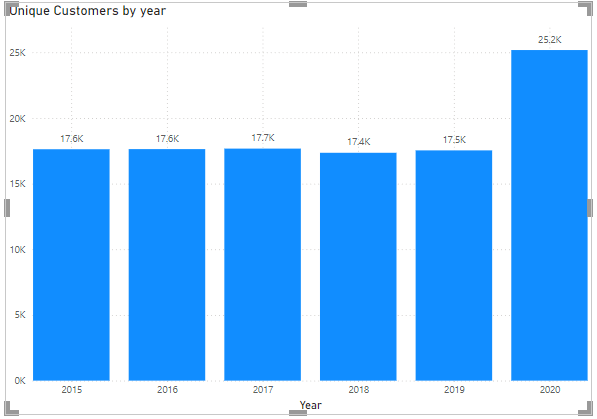 Unique Customers by year
25K
20K
15K
10K
5K
0K
17.6K
17.6K
17.7K
17.4K
17.5K
25.2K
2015 2016 2017 2018 2019 2020
Year